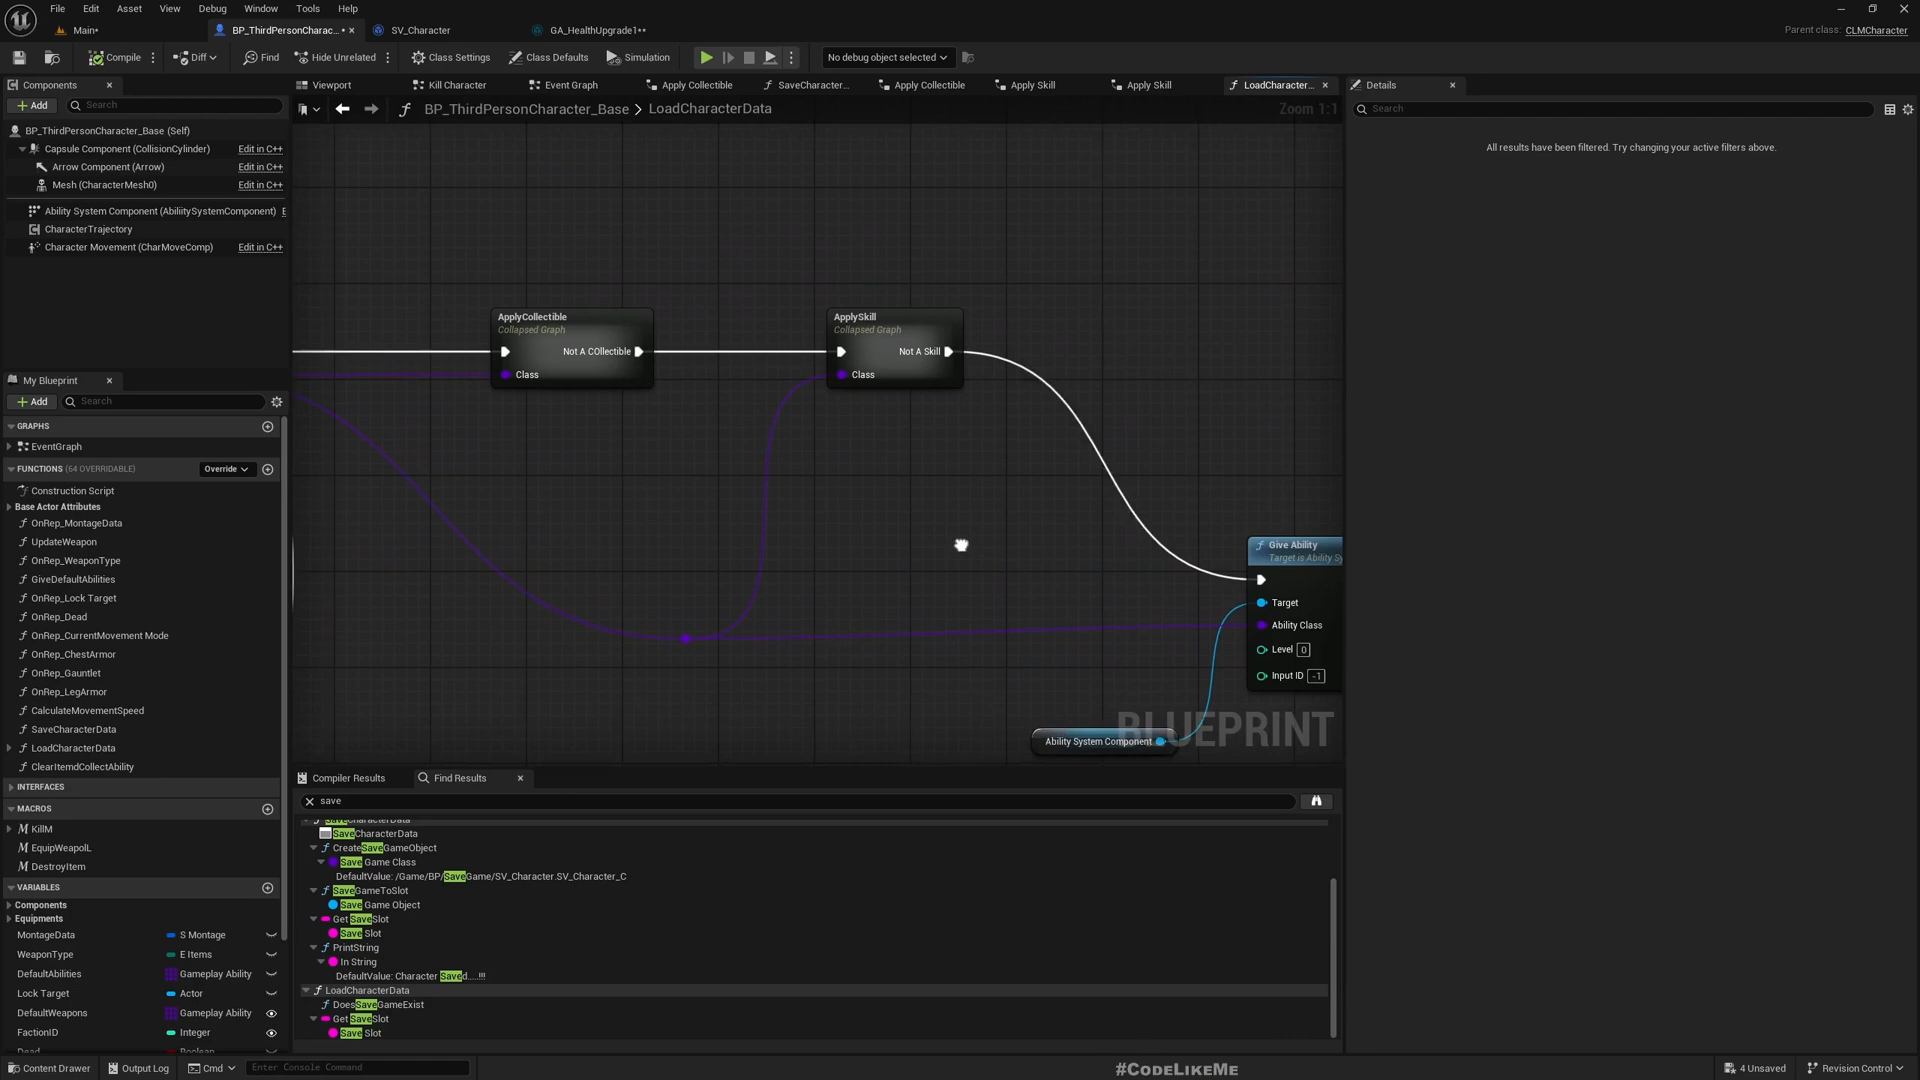 File Edit Asset View Window Debug Tools Help
Main*
BP_ThirdPersonCharac...
SV_Character
GA_HealthUpgrade1**
Parent class: CLMCharacter
Compile
Diff
Find
Hide Unrelated
Class Settings
Class Defaults
Simulation
No debug object selected
Components
Viewport
Kill Character
Event Graph
Apply Collectible
SaveCharacter...
Apply Collectible
Apply Skill
Apply Skill
LoadCharacter...
Details
+ Add
Search
BP_ThirdPersonCharacter_Base > LoadCharacterData
Zoom 1:1
Search
BP_ThirdPersonCharacter_Base (Self)
Capsule Component (CollisionCylinder) Edit in C++
Arrow Component (Arrow) Edit in C++
Mesh (CharacterMesh0) Edit in C++
Ability System Component (AbilitySystemComponent) E
CharacterTrajectory
Character Movement (CharMoveComp) Edit in C++
All results have been filtered. Try changing your active filters above.
My Blueprint
+ Add
Search
GRAPHS
EventGraph
FUNCTIONS (64 OVERRIDABLE) Override
Construction Script
Base Actor Attributes
OnRep_MontageData
UpdateWeapon
OnRep_WeaponType
GiveDefaultAbilities
OnRep_Lock Target
OnRep_Dead
OnRep_CurrentMovement Mode
OnRep_ChestArmor
OnRep_Gauntlet
OnRep_LegArmor
CalculateMovementSpeed
SaveCharacterData
LoadCharacterData
ClearItemdCollectAbility
INTERFACES
MACROS
KillM
EquipWeapolL
DestroyItem
VARIABLES
Components
Equipments
MontageData S Montage
WeaponType E Items
DefaultAbilities Gameplay Ability
Lock Target Actor
DefaultWeapons Gameplay Ability
FactionID Integer
Dead Boolean
ApplyCollectible
Collapsed Graph
Not A COllectible
Class
ApplySkill
Collapsed Graph
Not A Skill
Class
Give Ability
Target is Ability Sy
Target
Ability Class
Level 0
Input ID -1
Ability System Component
BLUEPRINT
Compiler Results
Find Results
save
SaveCharacterData
SaveCharacterData
CreateSaveGameObject
Save Game Class
DefaultValue: /Game/BP/SaveGame/SV_Character.SV_Character_C
SaveGameToSlot
Save Game Object
Get SaveSlot
Save Slot
PrintString
In String
DefaultValue: Character Saved.....!!!
LoadCharacterData
DoesSaveGameExist
Get SaveSlot
Save Slot
Content Drawer
Output Log
Cmd
Enter Console Command
#CodeLikeMe
4 Unsaved
Revision Control